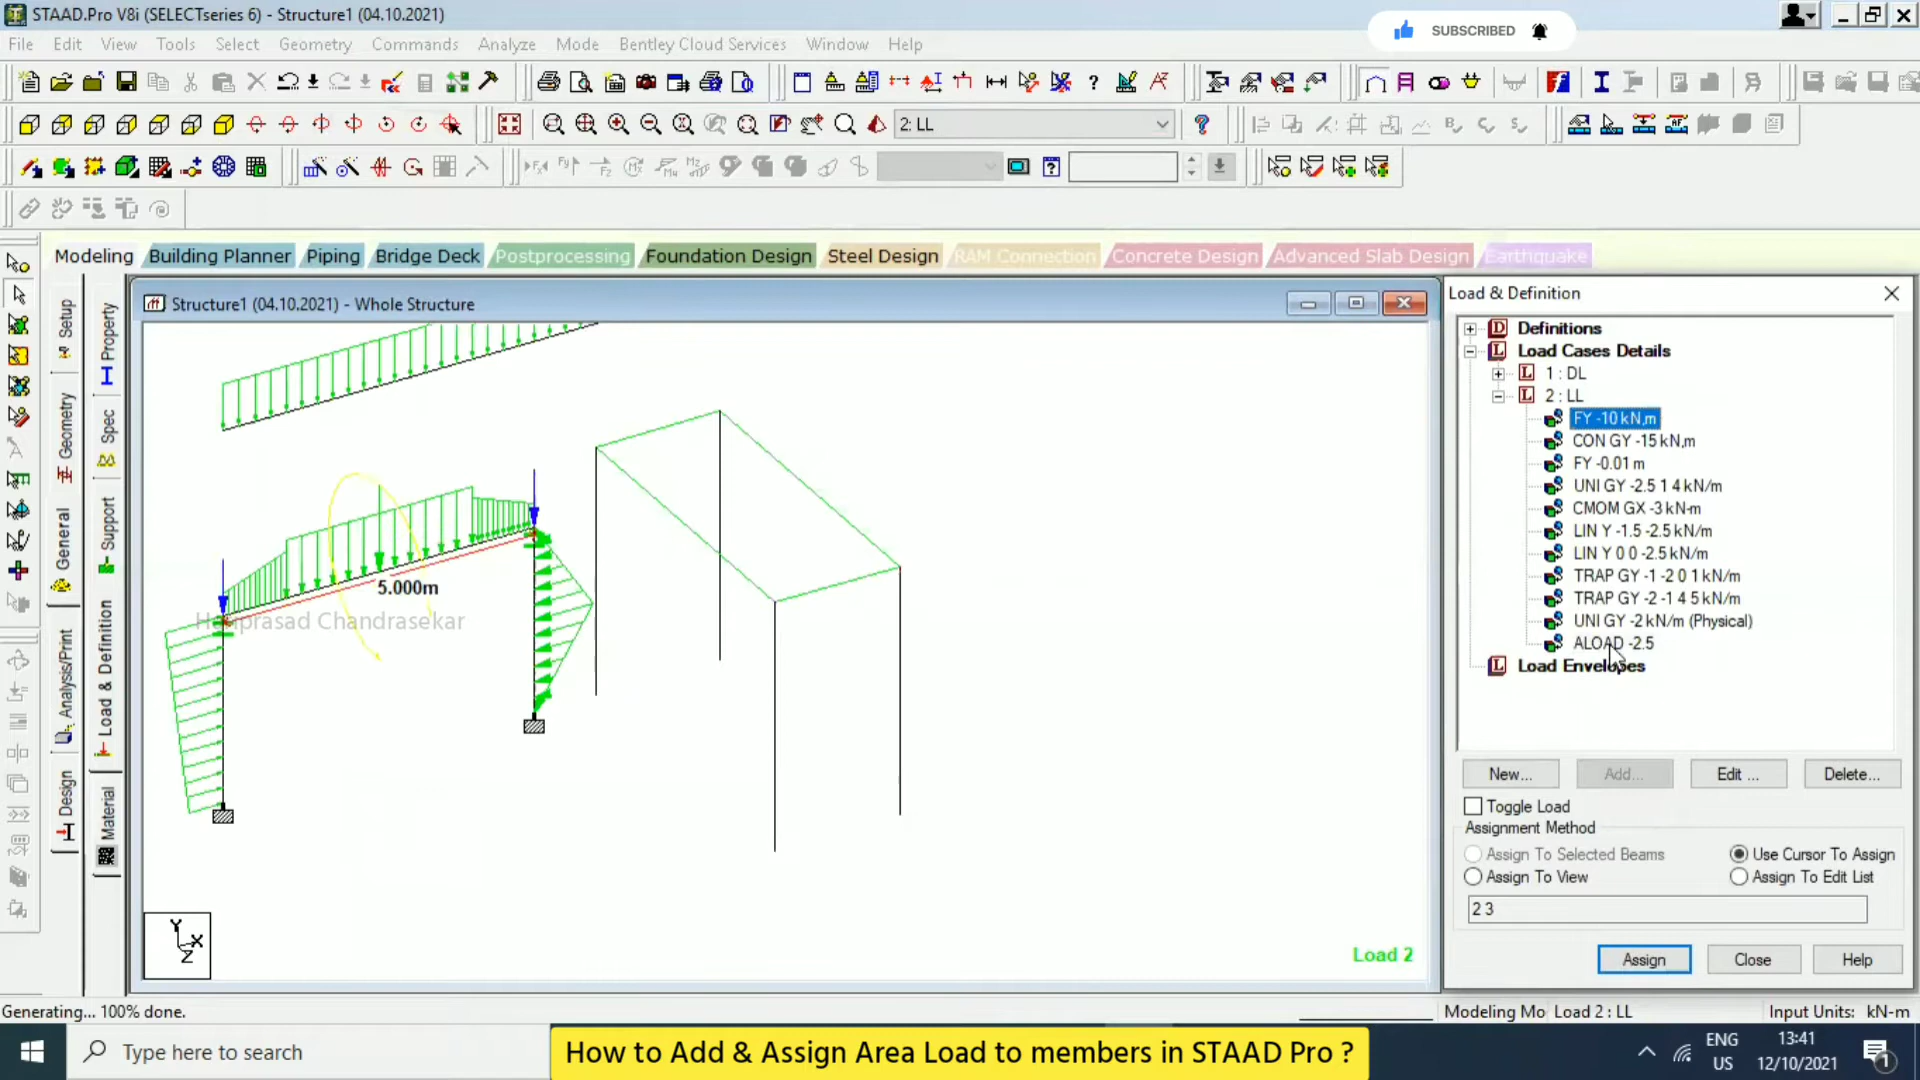 STAAD.Pro V8i (SELECTseries 6) - Structure1 (04.10.2021)
SUBSCRIBED
File Edit View Tools Select Geometry Commands Analyze Mode Bentley Cloud Services Window Help
2: LL
Modeling Building Planner Piping Bridge Deck Postprocessing Foundation Design Steel Design RAM Connection Concrete Design Advanced Slab Design Earthquake
Structure1 (04.10.2021) - Whole Structure
Setup
Geometry
General
Analysis/Print
Design
Property
Spec
Support
Load & Definition
Material
5.000m
Hariprasad Chandrasekar
Y
X
Z
Load 2
Load & Definition
Definitions
Load Cases Details
1 : DL
2 : LL
FY -10 kN,m
CON GY -15 kN,m
FY -0.01 m
UNI GY -2.5 1 4 kN/m
CMOM GX -3 kN-m
LIN Y -1.5 -2.5 kN/m
LIN Y 0 0 -2.5 kN/m
TRAP GY -1 -2 0 1 kN/m
TRAP GY -2 -1 4 5 kN/m
UNI GY -2 kN/m (Physical)
ALOAD -2.5
Load Envelopes
New... Add... Edit ... Delete...
Toggle Load
Assignment Method
Assign To Selected Beams Use Cursor To Assign
Assign To View Assign To Edit List
2 3
Assign Close Help
Generating... 100% done.
Modeling Mo Load 2 : LL Input Units: kN-m
Type here to search
How to Add & Assign Area Load to members in STAAD Pro ?
ENG
US
13:41
12/10/2021
1